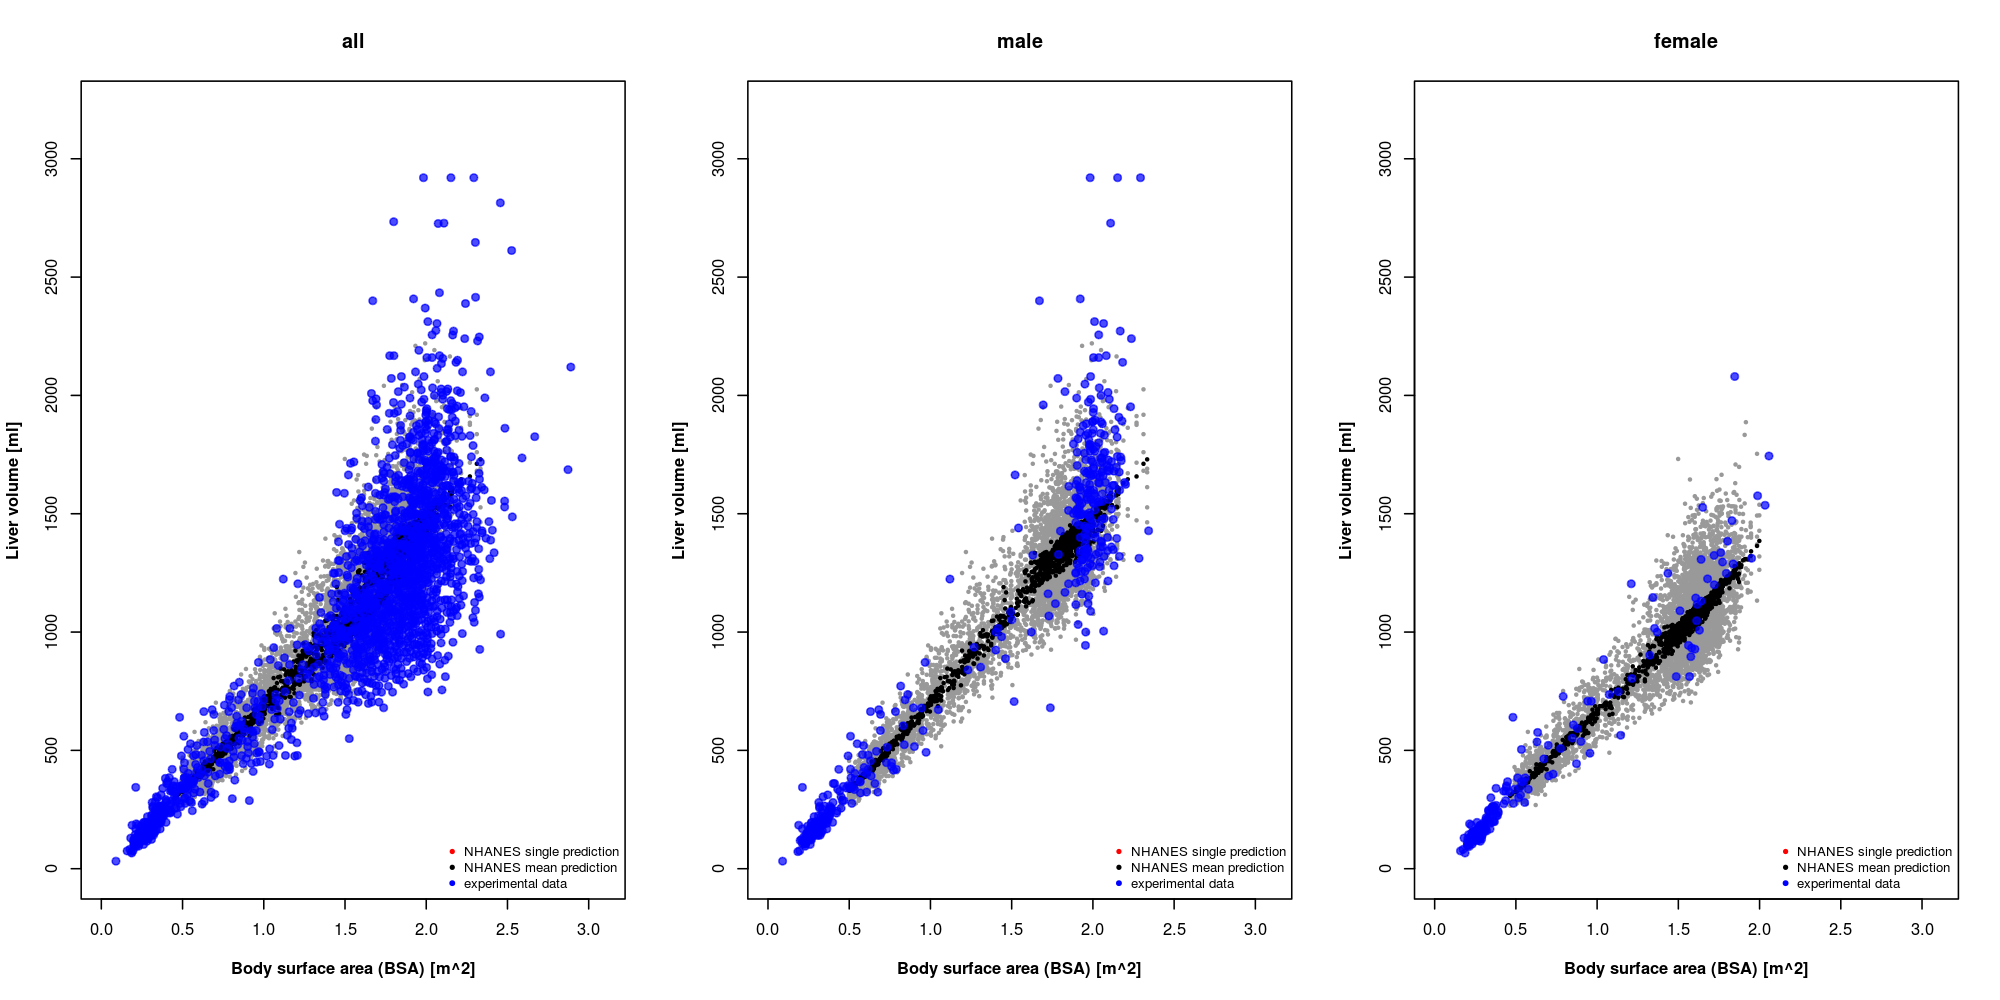 all
Liver volume [ml]
3000
2500
2000
1500
1000
500
0
NHANES single prediction
NHANES mean prediction
experimental data
0.0 0.5 1.0 1.5 2.0 2.5 3.0
Body surface area (BSA) [m^2]
male
Liver volume [ml]
3000
2500
2000
1500
1000
500
0
NHANES single prediction
NHANES mean prediction
experimental data
0.0 0.5 1.0 1.5 2.0 2.5 3.0
Body surface area (BSA) [m^2]
female
Liver volume [ml]
3000
2500
2000
1500
1000
500
0
NHANES single prediction
NHANES mean prediction
experimental data
0.0 0.5 1.0 1.5 2.0 2.5 3.0
Body surface area (BSA) [m^2]